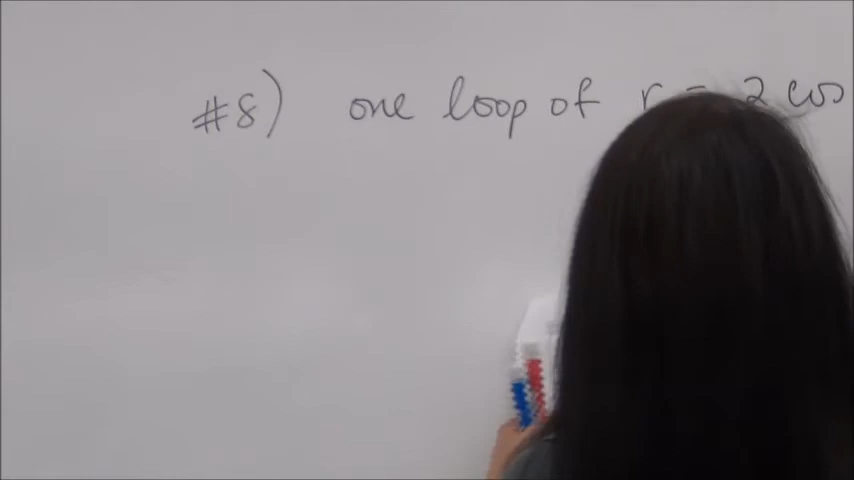 #8) one loop of r = 2 cos